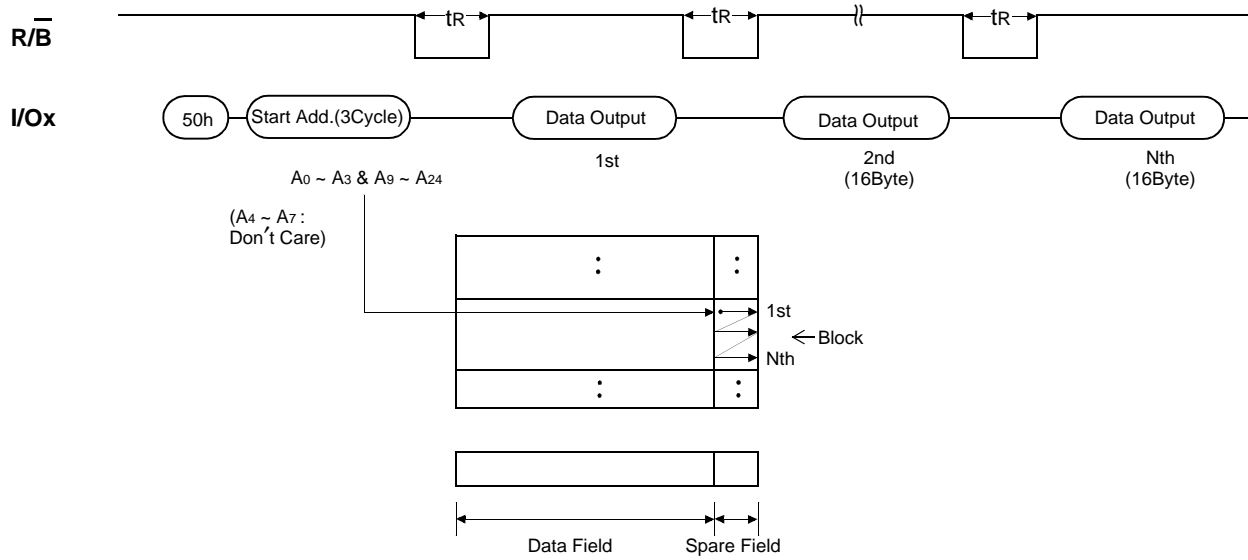 tR tR tR
R/B
I/Ox
50h Start Add.(3Cycle) Data Output Data Output Data Output
1st 2nd Nth
(16Byte) (16Byte)
A0 ~ A3 & A9 ~ A24
(A4 ~ A7 :
Don't Care)
1st
Block
Nth
Data Field Spare Field